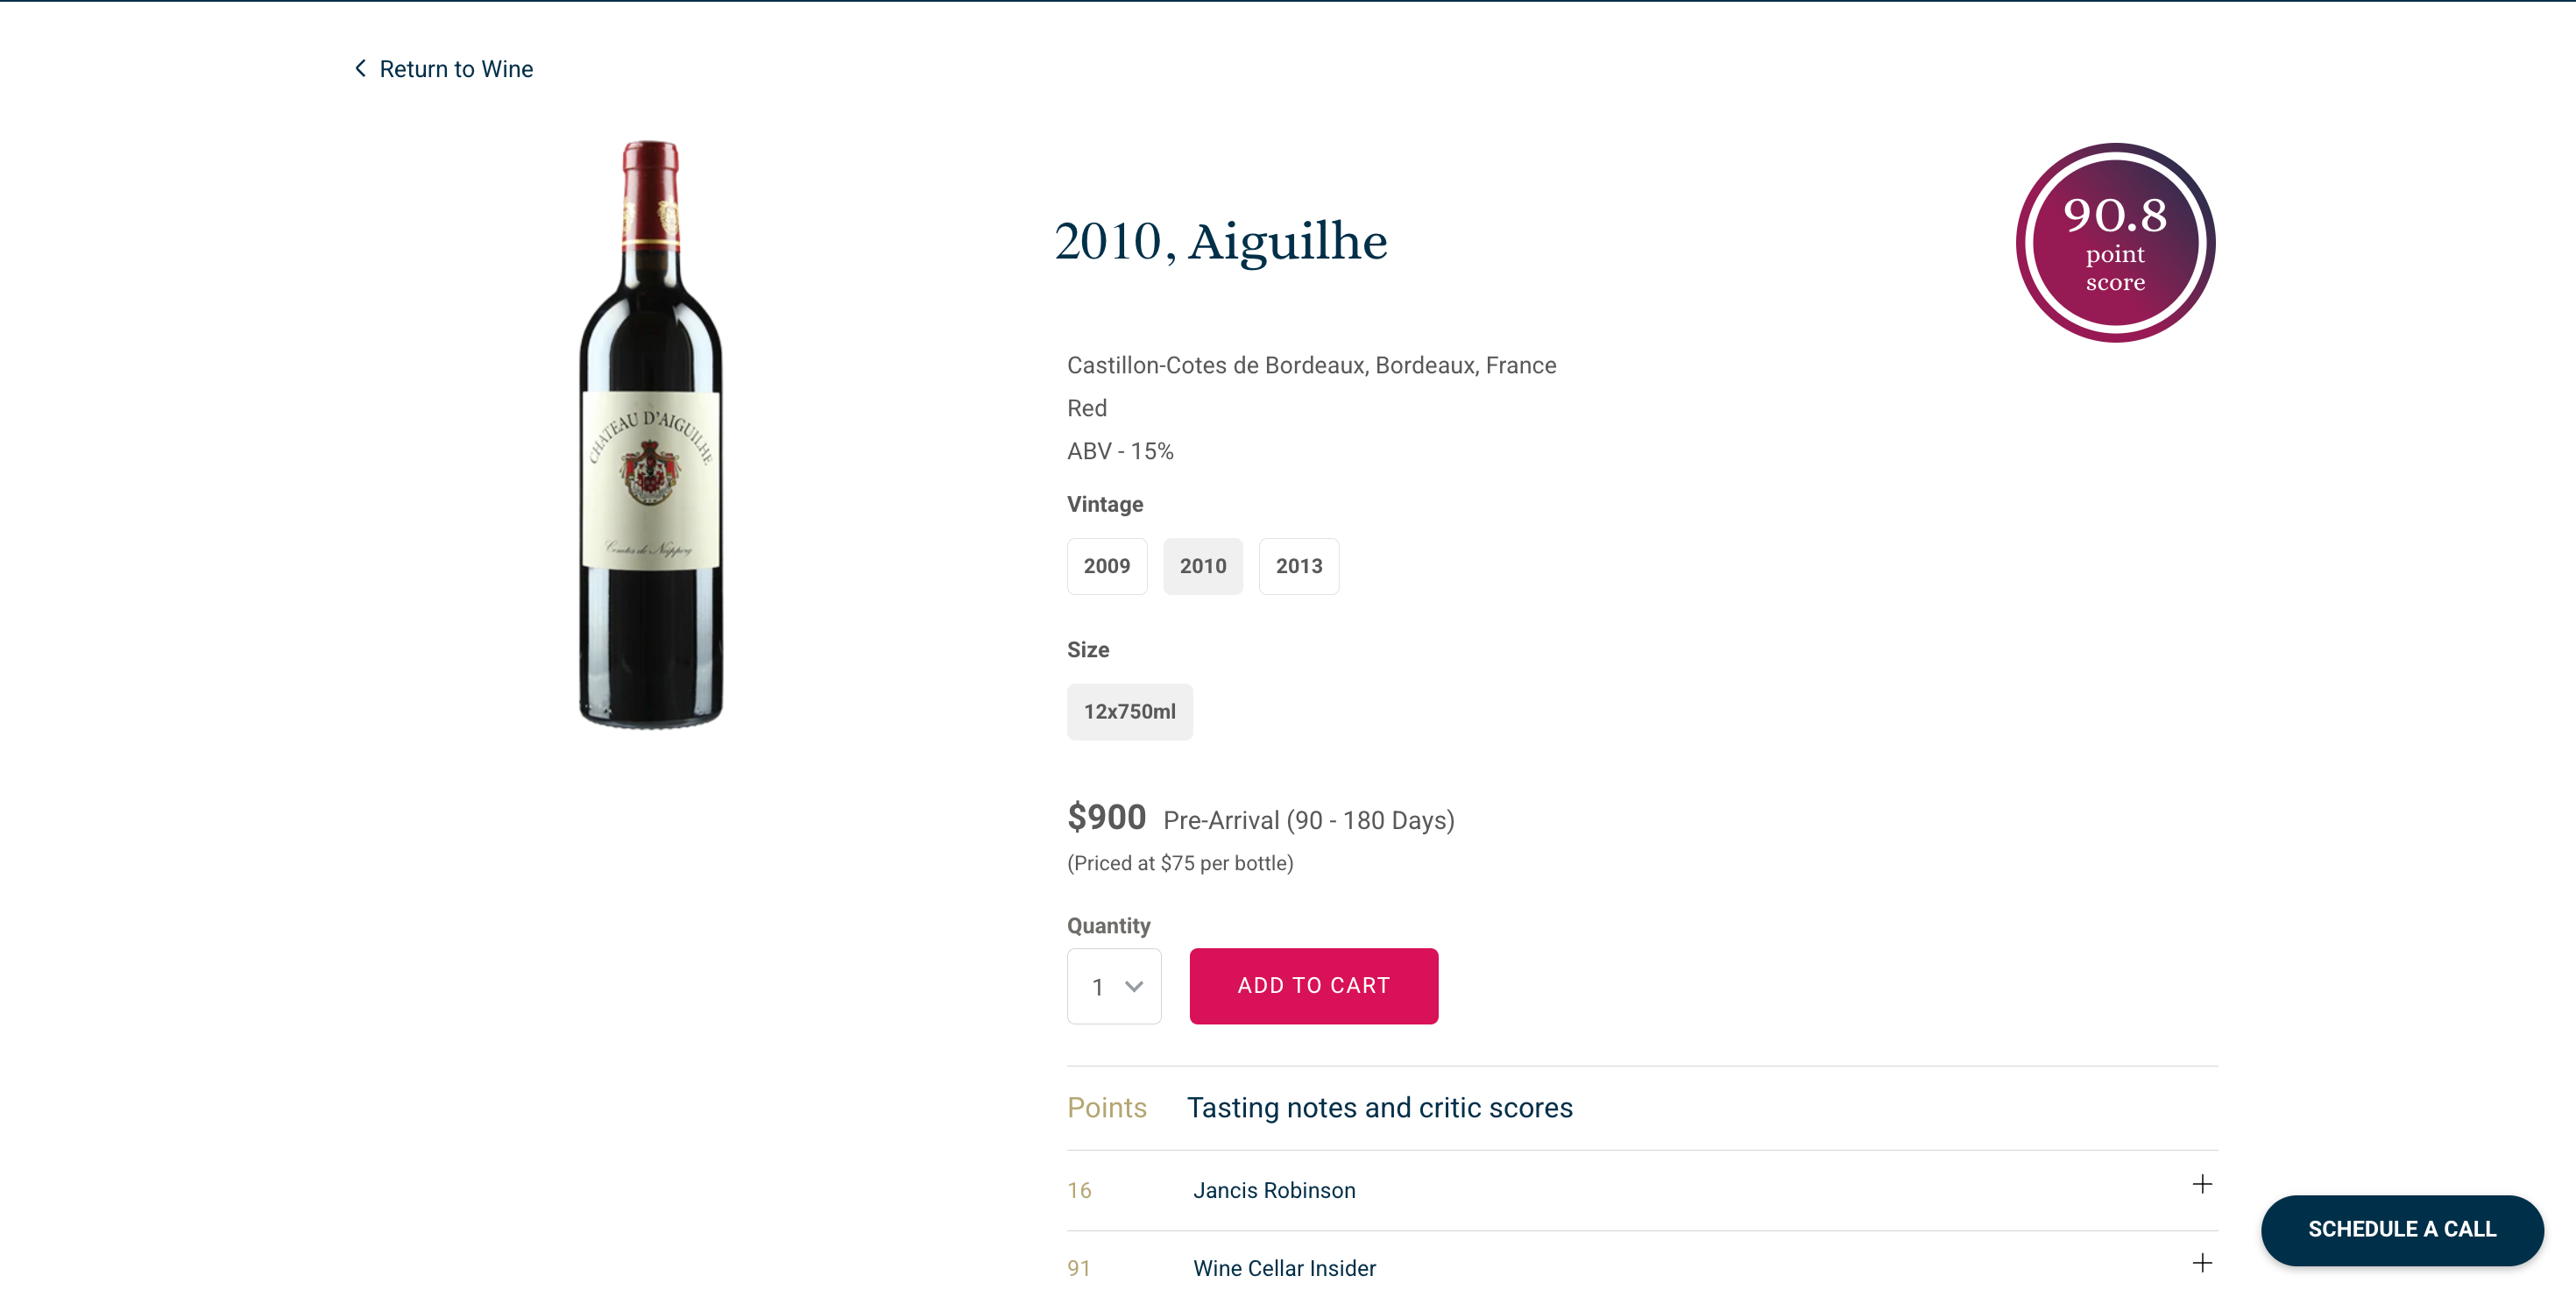 Return to Wine
CHATEAU D'AIGUILHE
Comtes de Neipperg
2010, Aiguilhe
90.8
point
score
Castillon-Cotes de Bordeaux, Bordeaux, France
Red
ABV - 15%
Vintage
2009 2010 2013
Size
12x750ml
$900 Pre-Arrival (90 - 180 Days)
(Priced at $75 per bottle)
Quantity
1 ADD TO CART
Points Tasting notes and critic scores
16 Jancis Robinson
91 Wine Cellar Insider
SCHEDULE A CALL